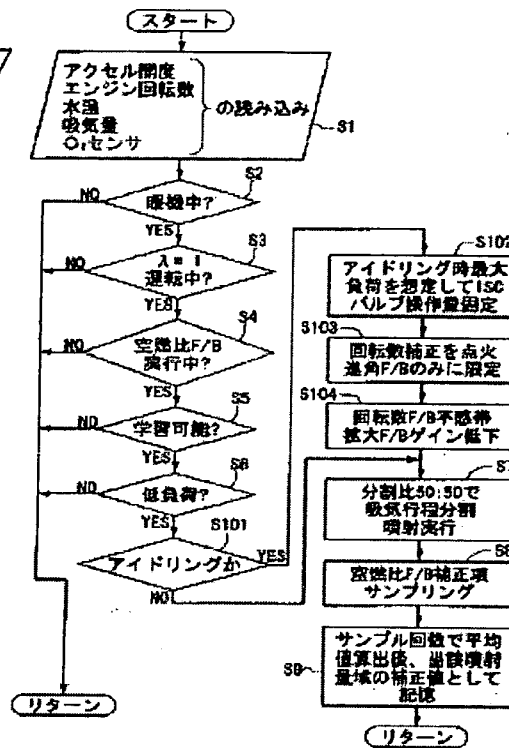 スタート
アクセル開度
エンジン回転数
水温
吸気量
O₂センサ
の読み込み
S1
S2
暖機中?
NO
YES
S3
λ = 1
運転中?
NO
YES
S4
空燃比F/B
実行中?
NO
YES
S5
学習可能?
NO
YES
S6
低負荷?
NO
YES
S101
アイドリングか
YES
NO
リターン
S102
アイドリング時最大
負荷を想定してISC
バルブ操作量固定
S103
回転数補正を点火
進角F/Bのみに限定
S104
回転数F/B不感帯
拡大F/Bゲイン低下
S7
分割比50:50で
吸気行程分割
噴射実行
S8
空燃比F/B補正項
サンプリング
S9
サンプル回数で平均
値算出後、当該噴射
量域の補正値として
記憶
リターン